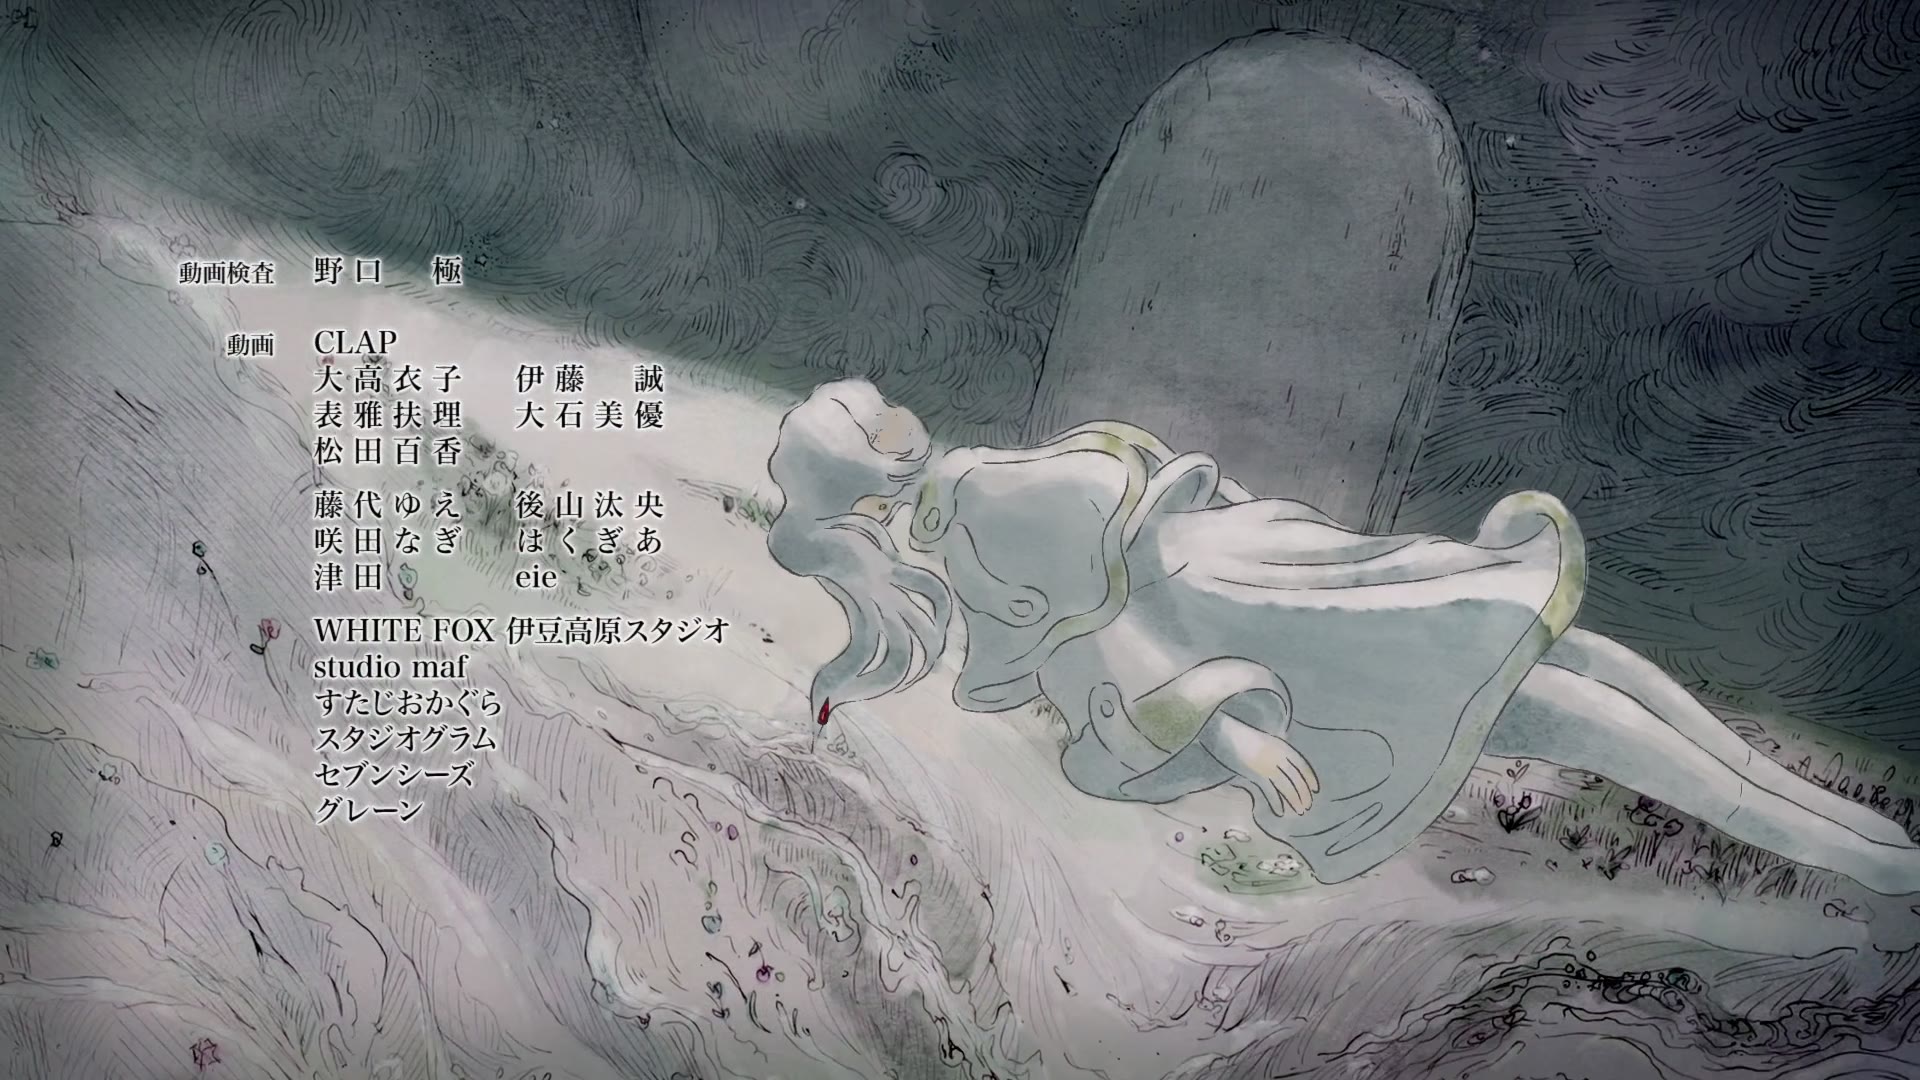 動画検査 野口 極
動画 CLAP
大高衣子 伊藤 誠
表雅扶理 大石美優
松田百香
藤代ゆえ 後山汰央
咲田なぎ はくぎあ
津田 eie
WHITE FOX 伊豆高原スタジオ
studio maf
すたじおかぐら
スタジオグラム
セブンシーズ
グレーン